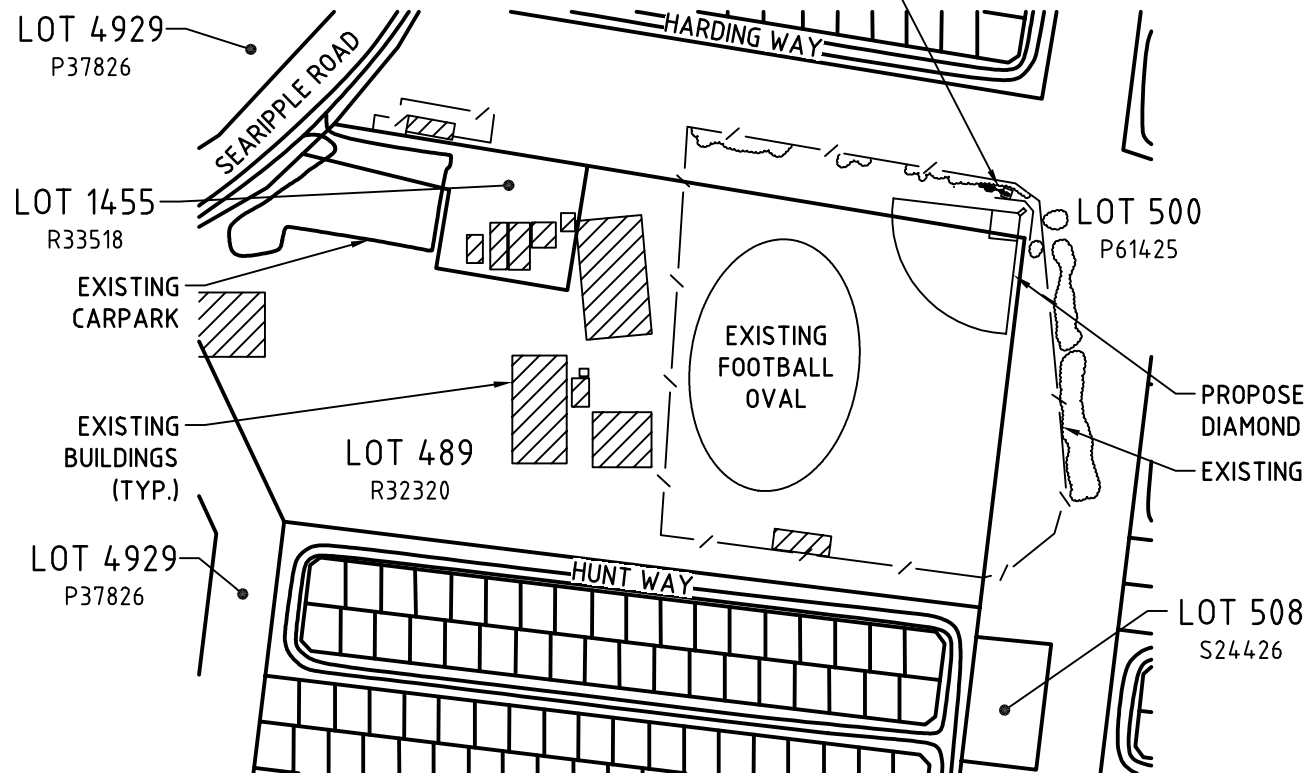 LOT 4929
P37826
SEARIPPLE ROAD
HARDING WAY
LOT 1455
R33518
LOT 500
P61425
EXISTING
CARPARK
EXISTING
FOOTBALL
OVAL
PROPOSE
DIAMOND
EXISTING
BUILDINGS
(TYP.)
LOT 489
R32320
EXISTING
LOT 4929
P37826
HUNT WAY
LOT 508
S24426